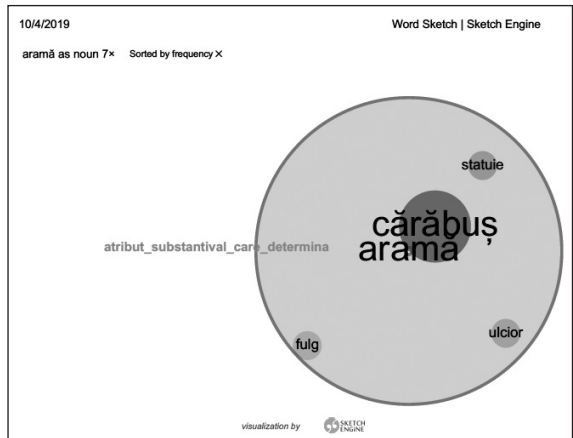 10/4/2019 Word Sketch | Sketch Engine
aramă as noun 7× Sorted by frequency ×
statuie
cărăbuș
aramă
atribut_substantival_care_determina
ulcior
fulg
visualization by SKETCH ENGINE